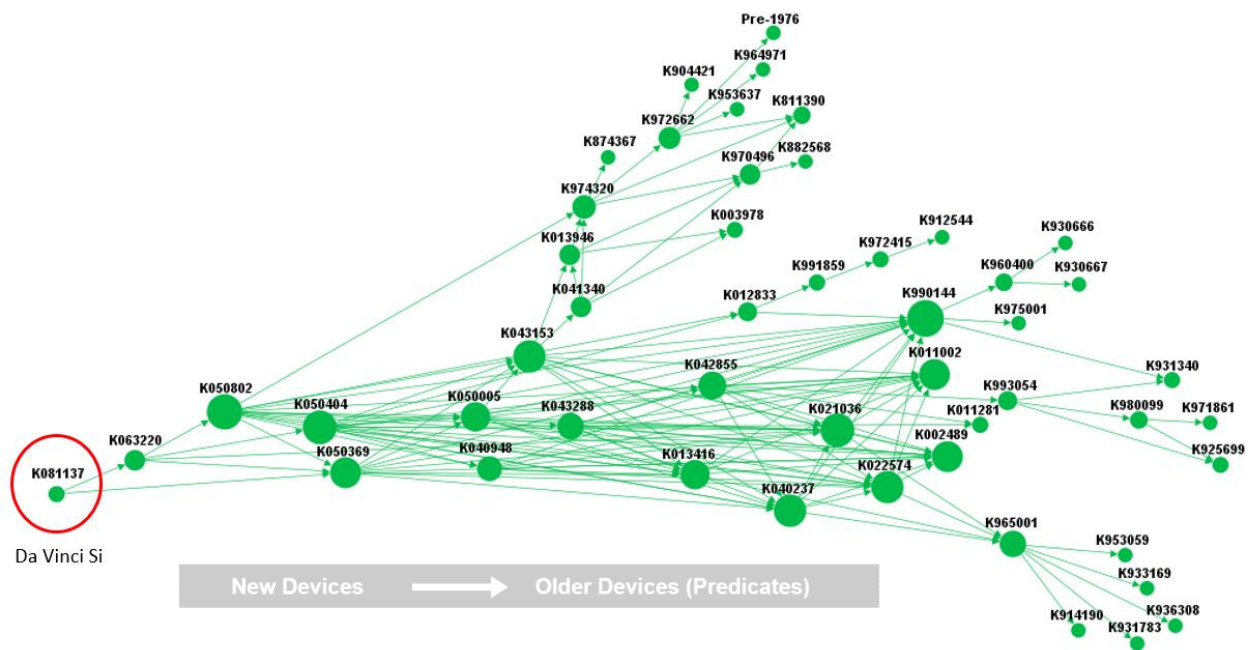 Pre-1976
K964971
K904421
K953637
K811390
K972662
K874367
K882568
K970496
K974320
K003978
K912544
K930666
K013946
K972415
K991859
K960400
K930667
K041340
K012833
K990144
K975001
K043153
K011002
K042855
K931340
K050802
K050005
K993054
K050404
K043288
K021036
K011281
K980099
K971861
K063220
K002489
K040948
K050369
K013416
K022574
K925699
K081137
K040237
K965001
Da Vinci Si
K953059
K933169
New Devices Older Devices (Predicates)
K936308
K914190
K931783